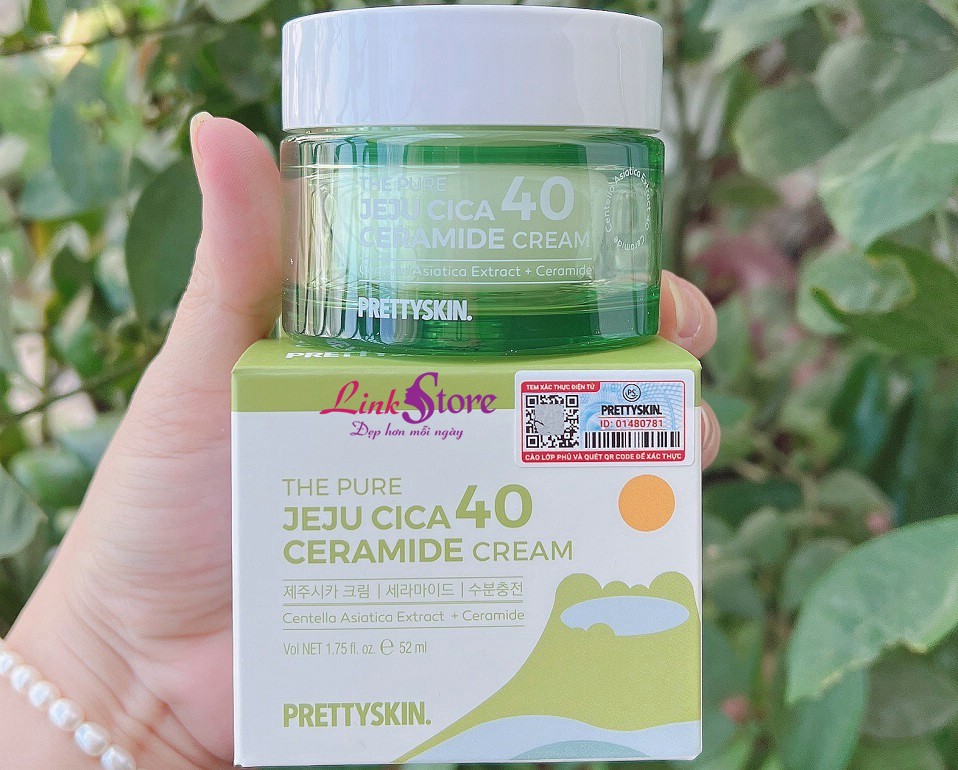 THE PURE
JEJU CICA 40
CERAMIDE CREAM
Centella Asiatica Extract + Ceramide
PRETTYSKIN.
Link Store
Đẹp hơn mỗi ngày
TEM XÁC THỰC ĐIỆN TỬ
PS
PRETTYSKIN.
ID: 01480781
CÀO LỚP PHỦ VÀ QUÉT QR CODE ĐỂ XÁC THỰC
THE PURE
JEJU CICA 40
CERAMIDE CREAM
제주시카 크림 | 세라마이드 | 수분충전
Centella Asiatica Extract + Ceramide
Vol NET 1.75 fl. oz. ℮ 52 ml
PRETTYSKIN.